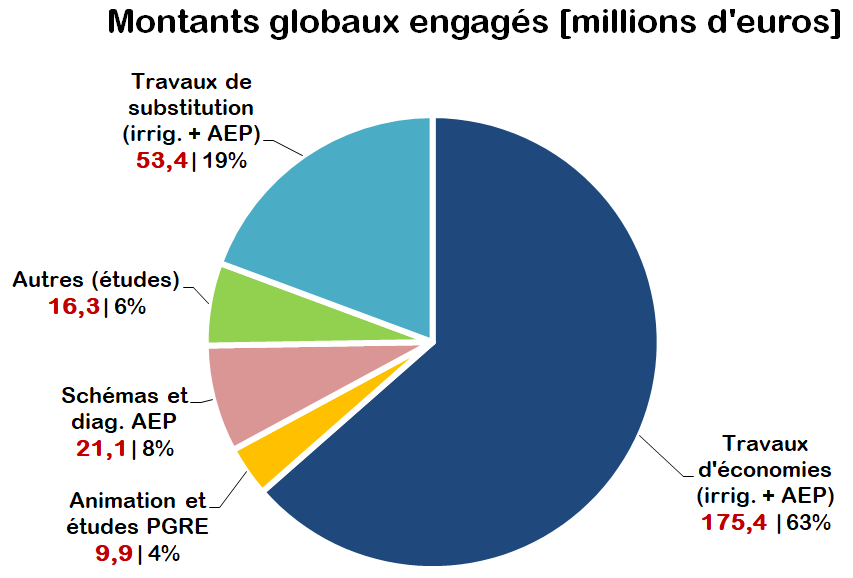 Montants globaux engagés [millions d'euros]
Travaux de
substitution
(irrig. + AEP)
53,4|19%
Autres (études)
16,3|6%
Schémas et
diag. AEP
21,1|8%
Animation et
études PGRE
9,9|4%
Travaux
d'économies
(irrig. + AEP)
175,4 |63%